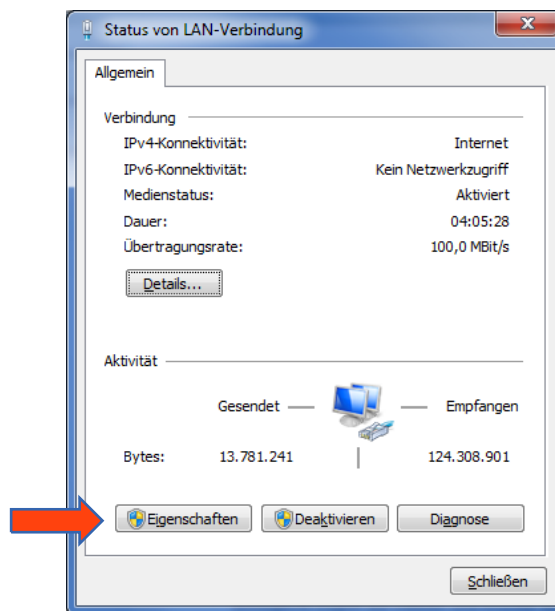 Status von LAN-Verbindung
Allgemein
Verbindung
IPv4-Konnektivität: Internet
IPv6-Konnektivität: Kein Netzwerkzugriff
Medienstatus: Aktiviert
Dauer: 04:05:28
Übertragungsrate: 100,0 MBit/s
Details...
Aktivität
Gesendet — Empfangen
Bytes: 13.781.241 124.308.901
Eigenschaften Deaktivieren Diagnose
Schließen